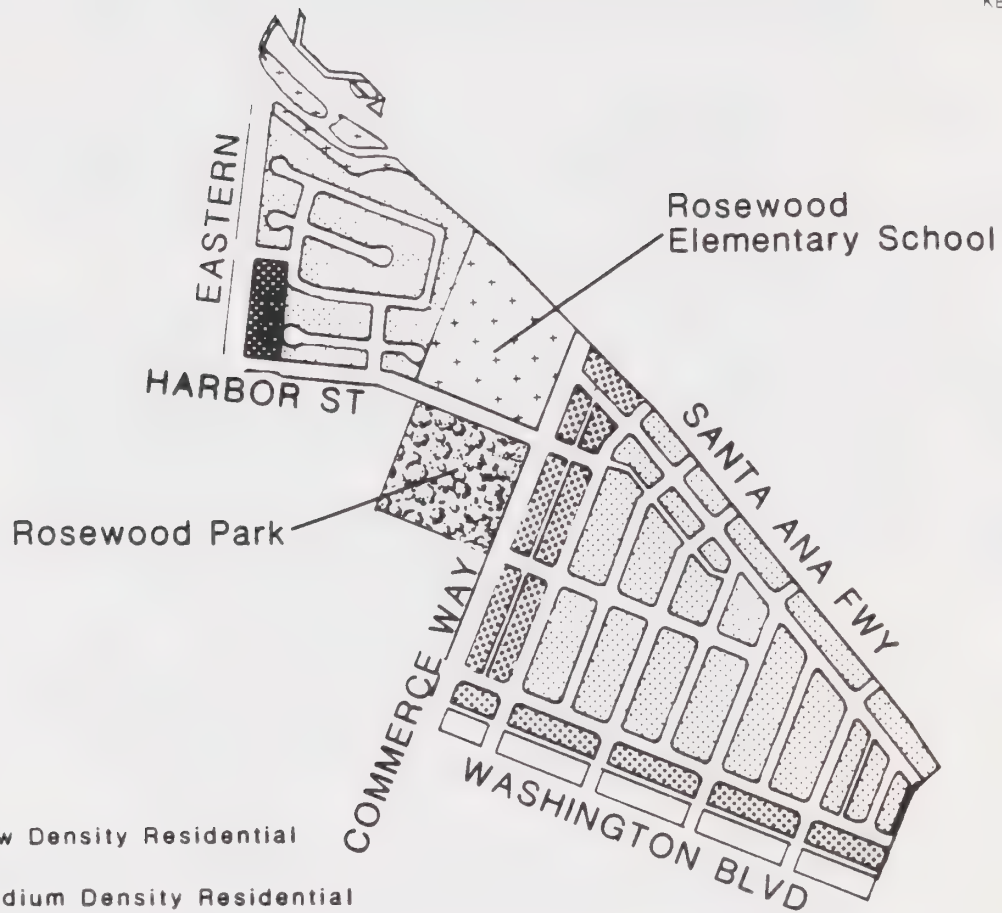 EASTERN
Rosewood
Elementary School
HARBOR ST
SANTA ANA FWY
Rosewood Park
COMMERCE WAY
WASHINGTON BLVD
w Density Residential
dium Density Residential